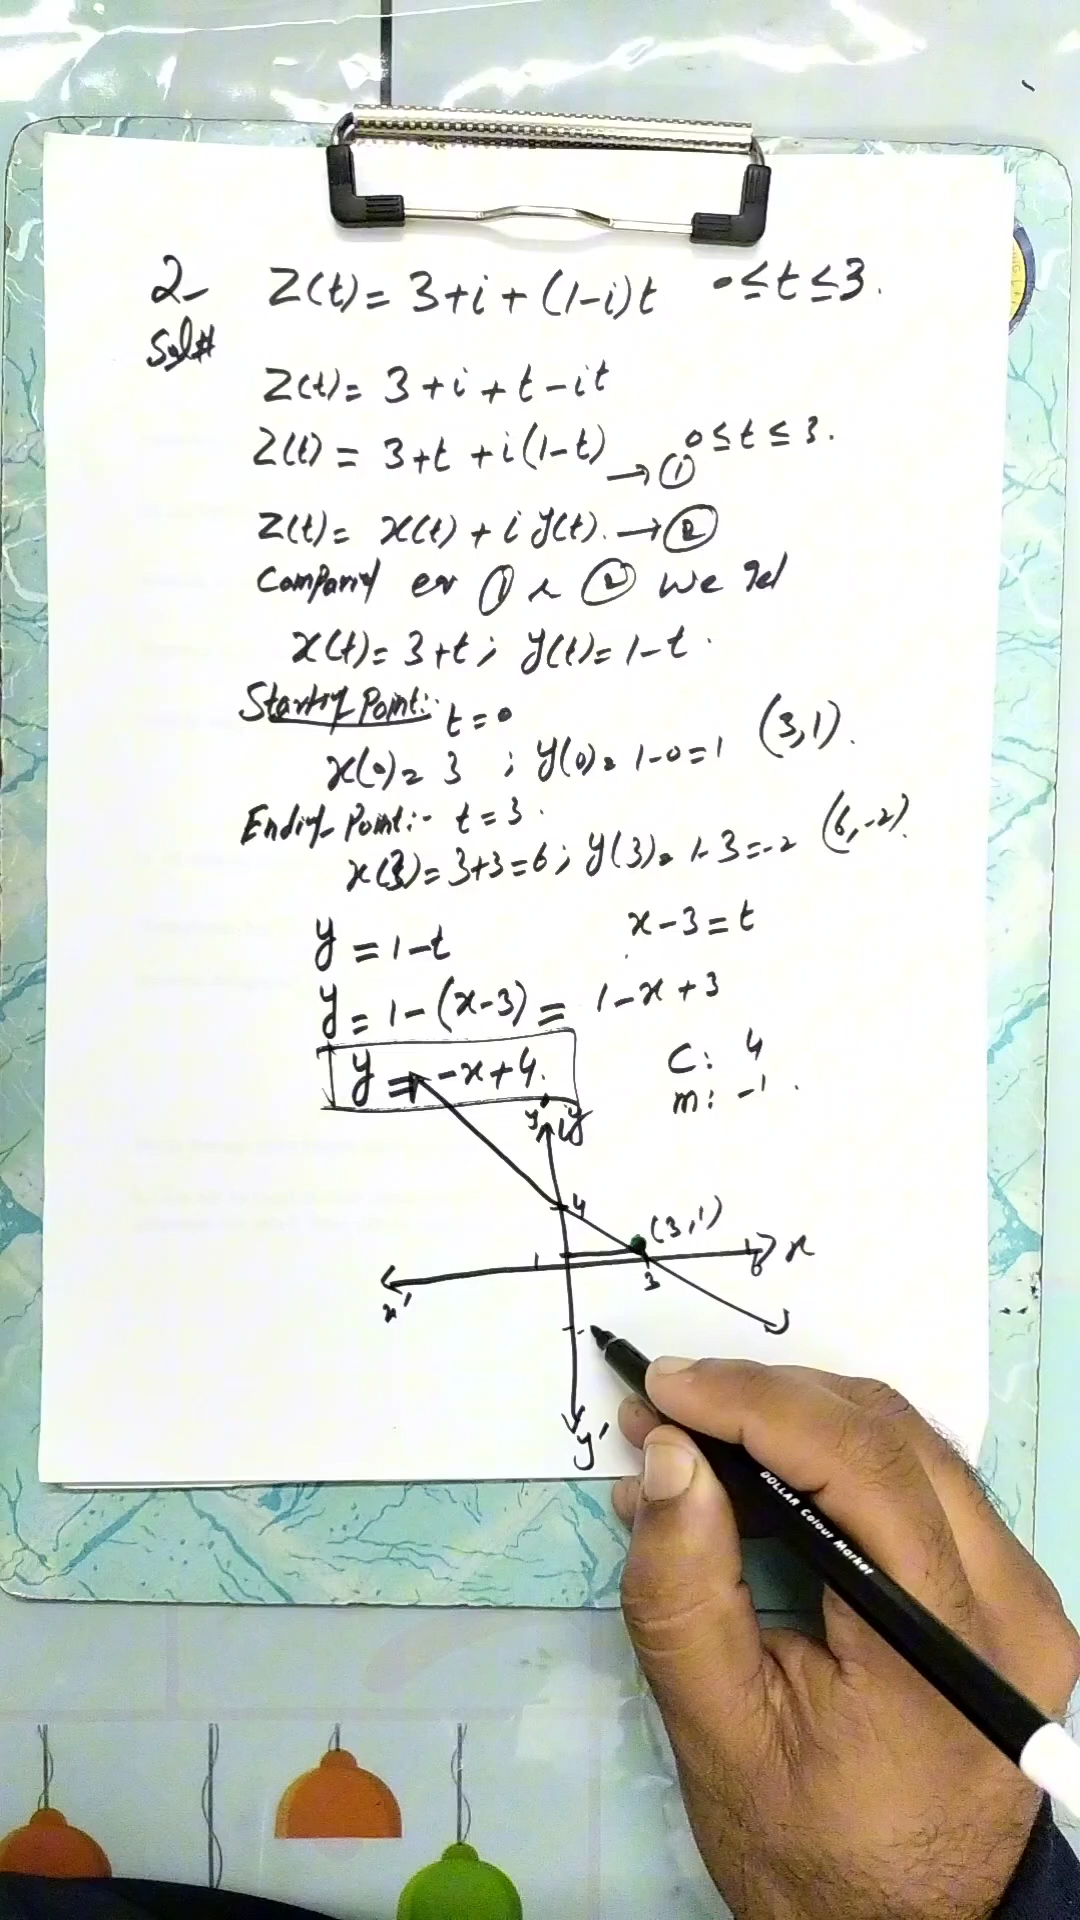 2- Z(t) = 3+i + (1-i)t 0≤t≤3.
Sol#
Z(t) = 3+i+t-it
Z(t) = 3+t+i(1-t) → ① 0≤t≤3.
Z(t) = x(t) + i y(t). → ②
① ② we get
x(t) = 3+t; y(t) = 1-t.
Starting Point:- t=0
x(0) = 3 ; y(0) = 1-0=1 (3,1).
Ending Point:- t=3.
x(3) = 3+3=6; y(3) = 1-3=-2 (6,-2).
y = 1-t x-3=t
y = 1-(x-3) = 1-x+3
y = -x+4. C: 4
m: -1.
y, iy
4 (3,1)
1 3 6 x
x'
y'
DOLLAR Colour Marker